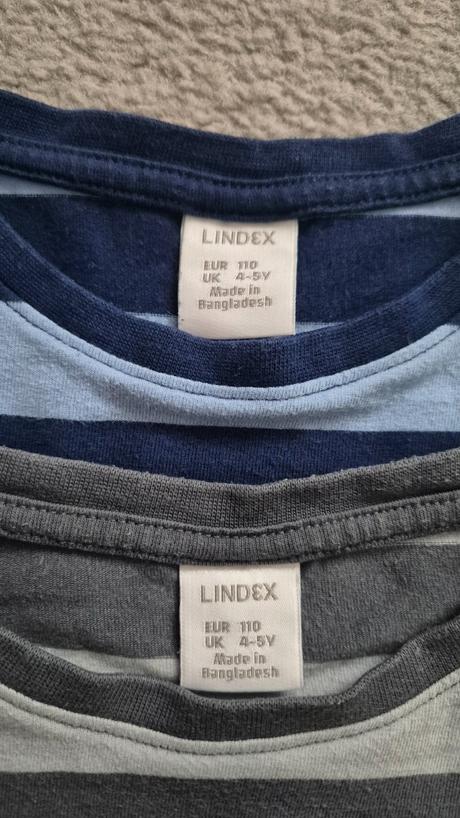 LINDEX
EUR 110
UK 4-5Y
Made in
Bangladesh
LINDEX
EUR 110
UK 4-5Y
Made in
Bangladesh